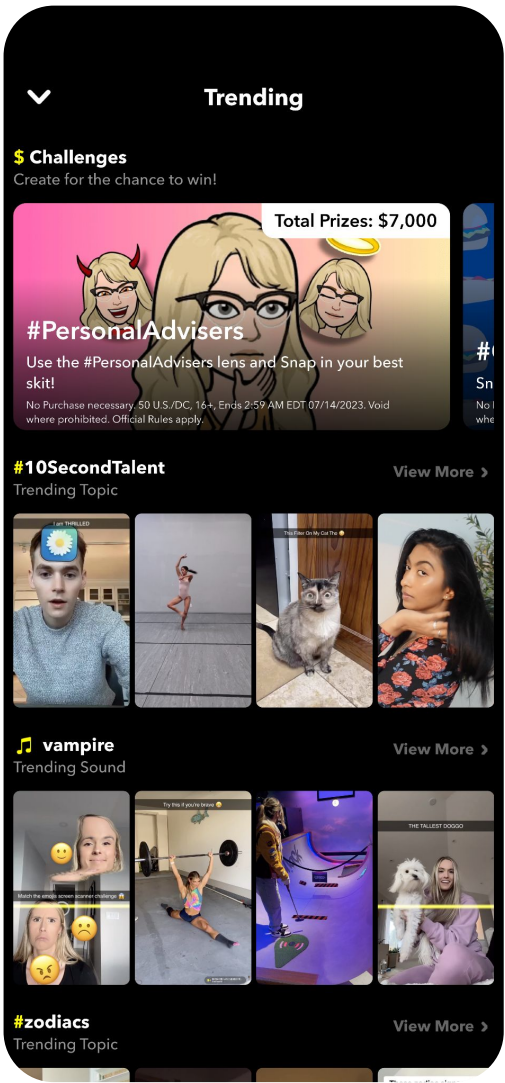 Trending
$ Challenges
Create for the chance to win!
Total Prizes: $7,000
#PersonalAdvisers
Use the #PersonalAdvisers lens and Snap in your best
skit!
No Purchase necessary. 50 U.S./DC, 16+, Ends 2:59 AM EDT 07/14/2023. Void
where prohibited. Official Rules apply.
#
Sn
No
whe
#10SecondTalent
View More
Trending Topic
I am THRILLED
This Filter On My Cat Tho
vampire
View More
Trending Sound
Match the emojis screen scanner challenge
Try this if you're brave
THE TALLEST DOGGO
#zodiacs
View More
Trending Topic